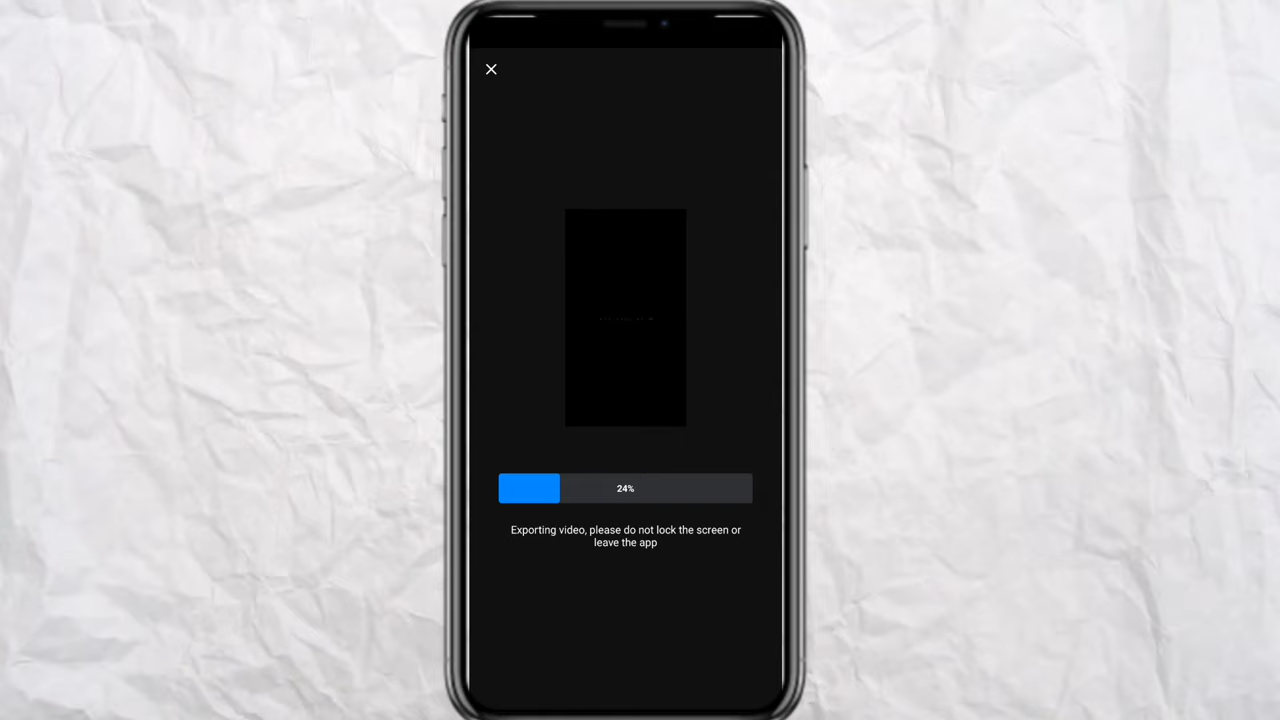 24%
Exporting video, please do not lock the screen or
leave the app